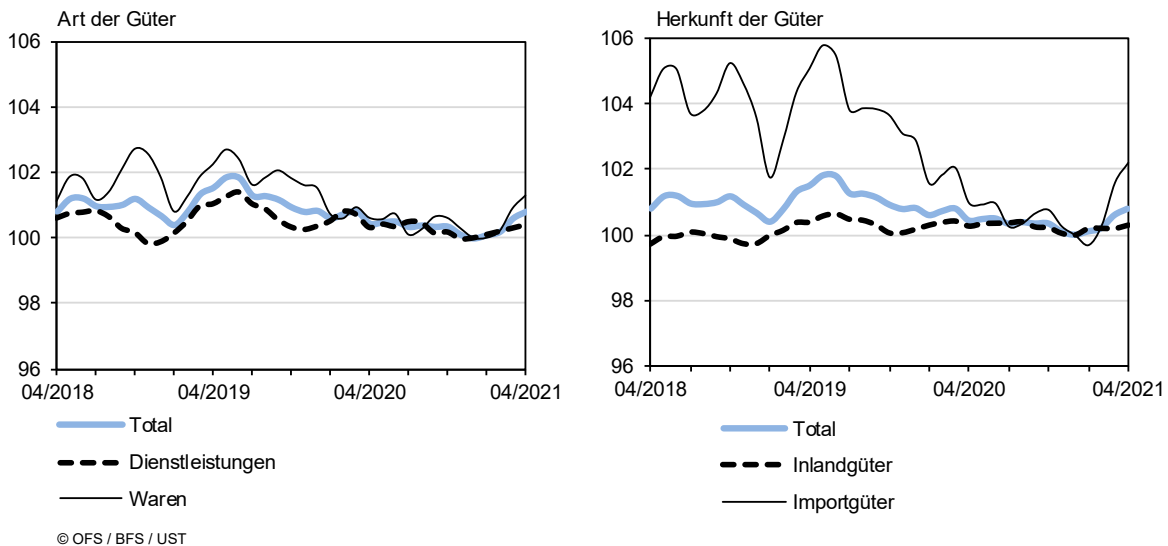 Art der Güter
106
104
102
100
98
96
04/2018
04/2019
04/2020
04/2021
Total
Dienstleistungen
Waren
© OFS / BFS / UST
Herkunft der Güter
106
104
102
100
98
96
04/2018
04/2019
04/2020
04/2021
Total
Inlandgüter
Importgüter